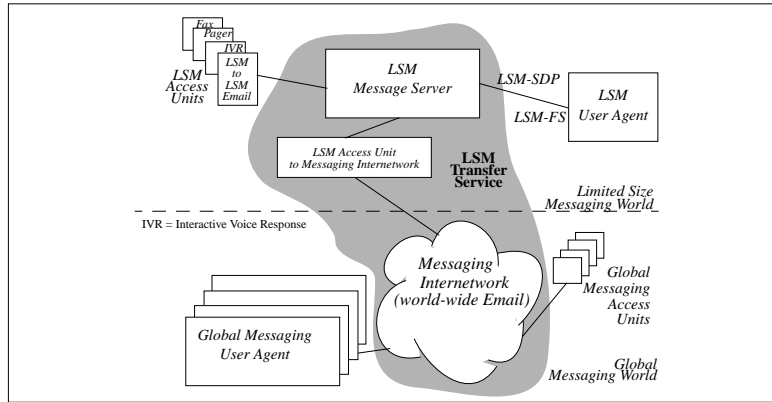 Fax
Pager
IVR
LSM
to
LSM
Email
LSM
Access
Units
LSM
Message Server
LSM-SDP
LSM-FS
LSM
User Agent
LSM Access Unit
to Messaging Internetwork
LSM
Transfer
Service
Limited Size
Messaging World
IVR = Interactive Voice Response
Messaging
Internetwork
(world-wide Email)
Global
Messaging
Access
Units
Global Messaging
User Agent
Global
Messaging World